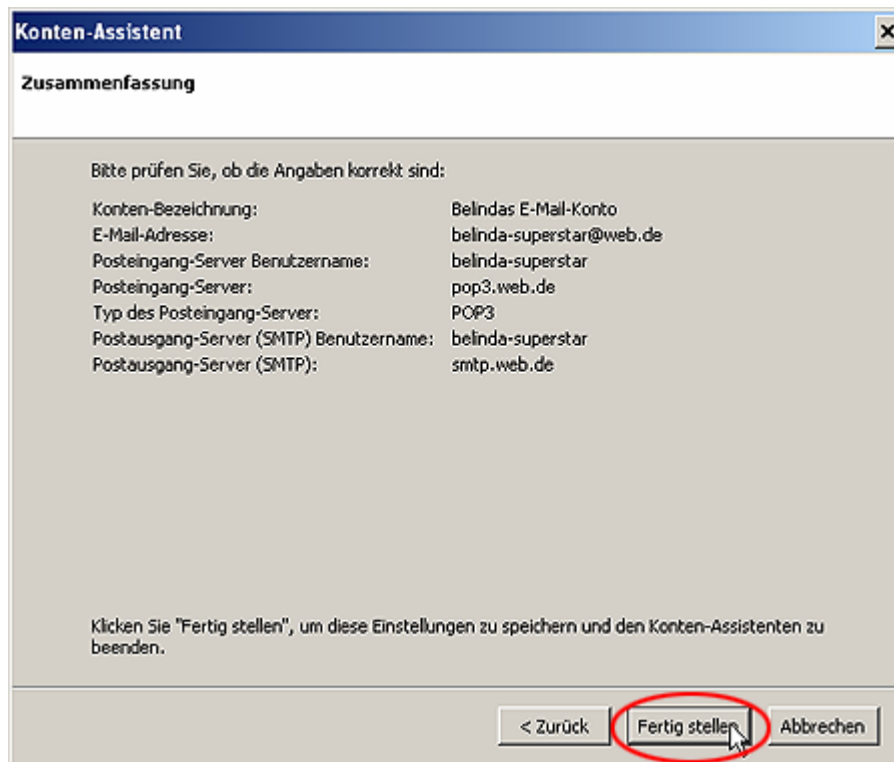 Konten-Assistent
Zusammenfassung
Bitte prüfen Sie, ob die Angaben korrekt sind:
Konten-Bezeichnung: Belindas E-Mail-Konto
E-Mail-Adresse: belinda-superstar@web.de
Posteingang-Server Benutzername: belinda-superstar
Posteingang-Server: pop3.web.de
Typ des Posteingang-Server: POP3
Postausgang-Server (SMTP) Benutzername: belinda-superstar
Postausgang-Server (SMTP): smtp.web.de
Klicken Sie "Fertig stellen", um diese Einstellungen zu speichern und den Konten-Assistenten zu
beenden.
< Zurück Fertig stellen Abbrechen